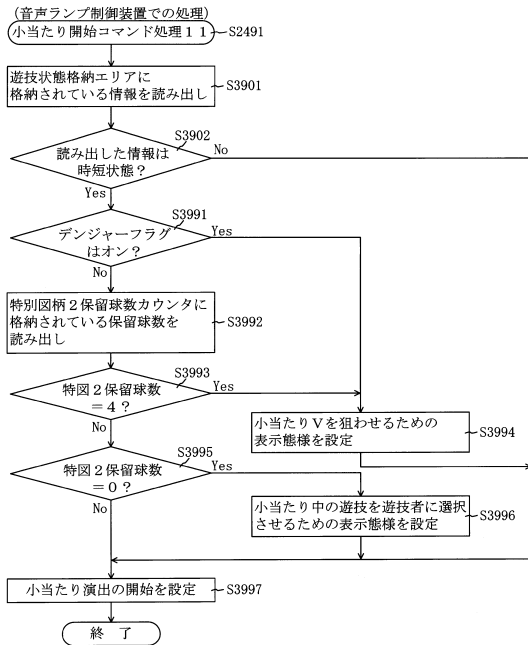 (音声ランプ制御装置での処理)
小当たり開始コマンド処理11
S2491
遊技状態格納エリアに
格納されている情報を読み出し
S3901
S3902
読み出した情報は
時短状態?
No
Yes
S3991
デンジャーフラグ
はオン?
Yes
No
特別図柄2保留球数カウンタに
格納されている保留球数を
読み出し
S3992
S3993
特図2保留球数
=4?
Yes
No
小当たりVを狙わせるための
表示態様を設定
S3994
S3995
特図2保留球数
=0?
Yes
No
小当たり中の遊技を遊技者に選択
させるための表示態様を設定
S3996
小当たり演出の開始を設定
S3997
終 了